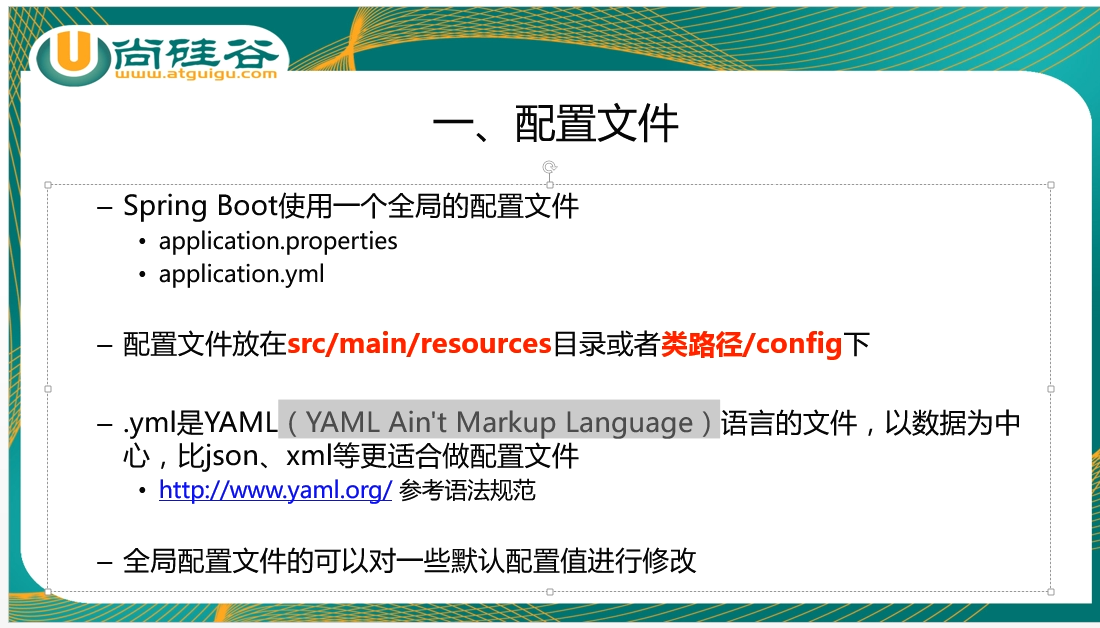 尚硅谷
www.atguigu.com
一、配置文件
– Spring Boot使用一个全局的配置文件
• application.properties
• application.yml
– 配置文件放在src/main/resources目录或者类路径/config下
– .yml是YAML（YAML Ain't Markup Language）语言的文件，以数据为中
心，比json、xml等更适合做配置文件
• http://www.yaml.org/ 参考语法规范
– 全局配置文件的可以对一些默认配置值进行修改